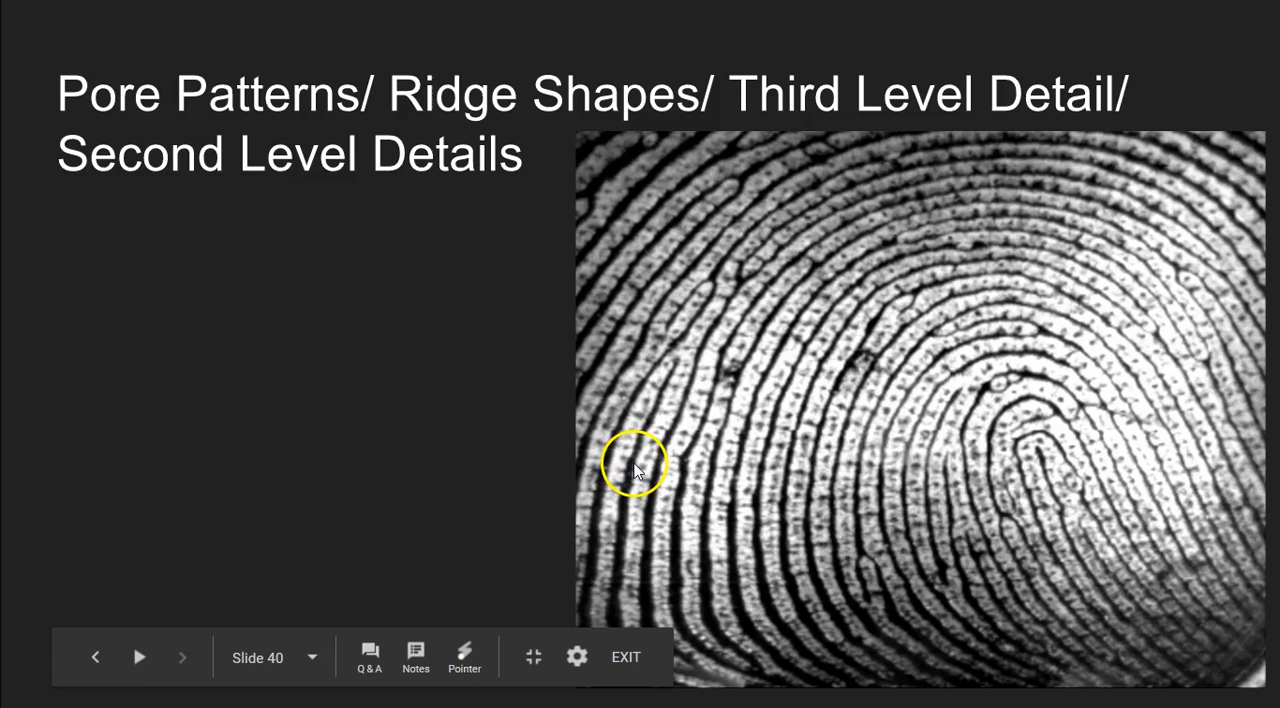 Pore Patterns/ Ridge Shapes/ Third Level Detail/
Second Level Details
Slide 40
Q & A
Notes
Pointer
EXIT